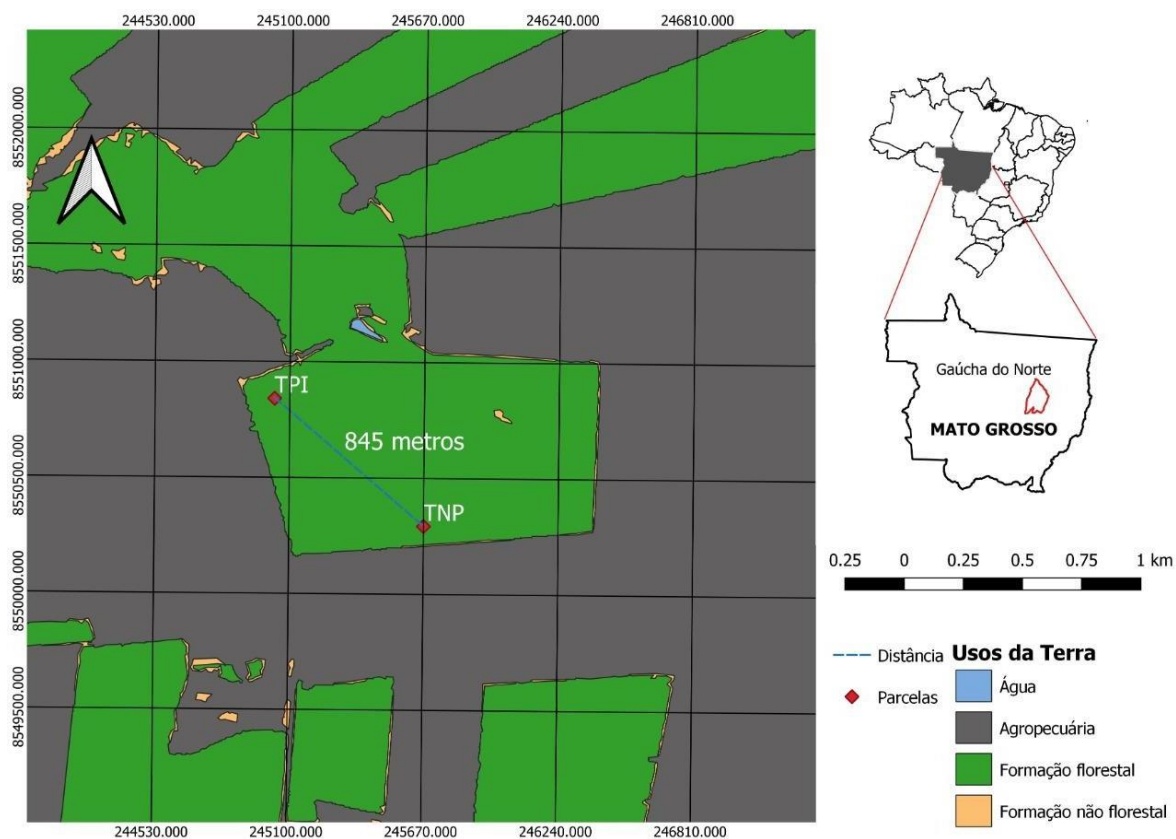 244530.000 245100.000 245670.000 246240.000 246810.000
8552000.000
8551500.000
8551000.000
8550500.000
8550000.000
8549500.000
TPI
845 metros
TNP
244530.000 245100.000 245670.000 246240.000 246810.000
Gaúcha do Norte
MATO GROSSO
0.25 0 0.25 0.5 0.75 1 km
Distância
Parcelas
Usos da Terra
Água
Agropecuária
Formação florestal
Formação não florestal